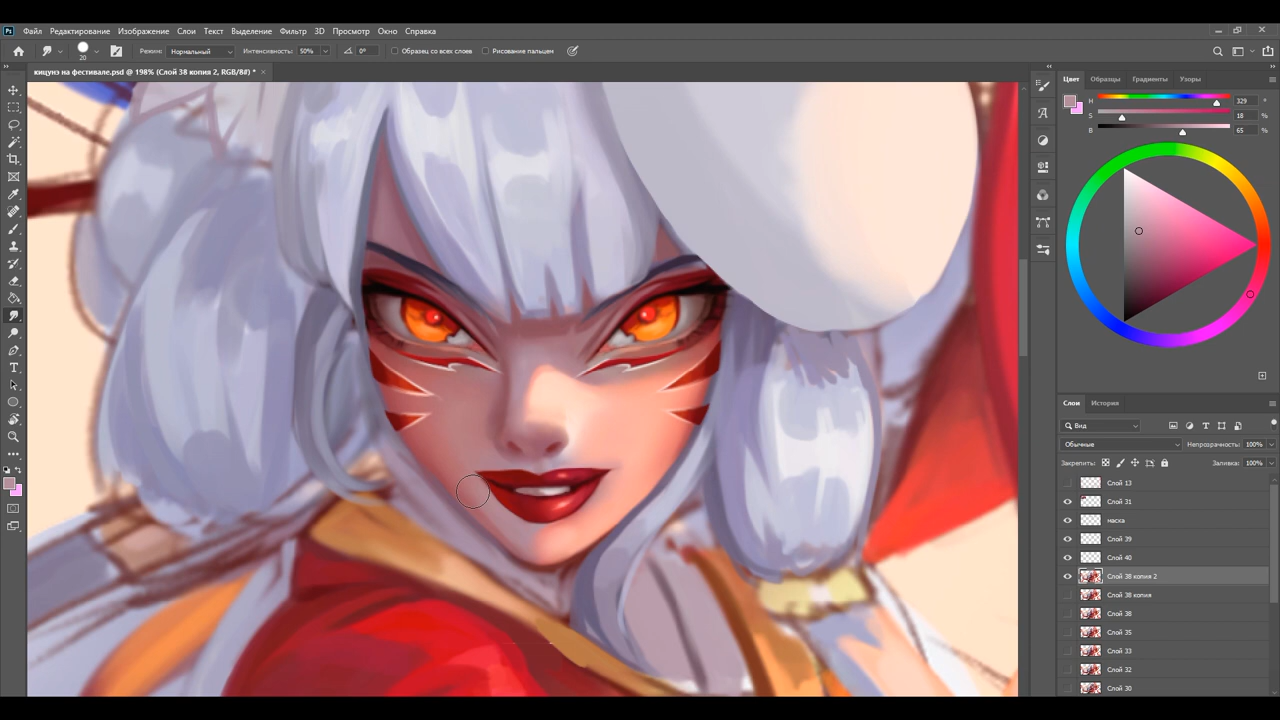 Ps Файл Редактирование Изображение Слои Текст Выделение Фильтр 3D Просмотр Окно Справка
20 Режим: Нормальный Интенсивность: 50% 0° Образец со всех слоев Рисование пальцем
кицунэ на фестивале.psd @ 198% (Слой 38 копия 2, RGB/8#) * ×
Цвет Образцы Градиенты Узоры
H 329 °
S 18 %
B 65 %
Слои История
Вид
Обычные Непрозрачность: 100%
Закрепить: Заливка: 100%
Слой 13
Слой 31
маска
Слой 39
Слой 40
Слой 38 копия 2
Слой 38 копия
Слой 38
Слой 35
Слой 33
Слой 32
Слой 30